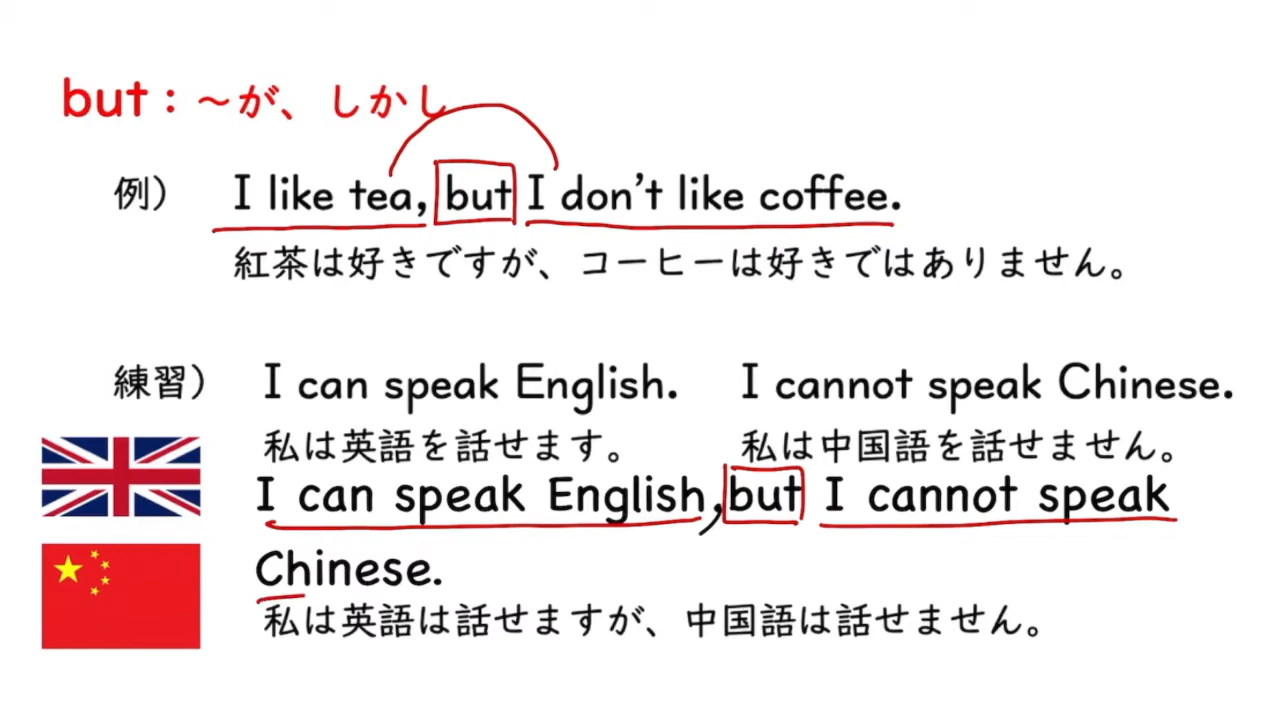 but：～が、しかし
例） I like tea, but I don't like coffee.
紅茶は好きですが、コーヒーは好きではありません。
練習） I can speak English. I cannot speak Chinese.
私は英語を話せます。 私は中国語を話せません。
I can speak English, but I cannot speak
Chinese.
私は英語は話せますが、中国語は話せません。